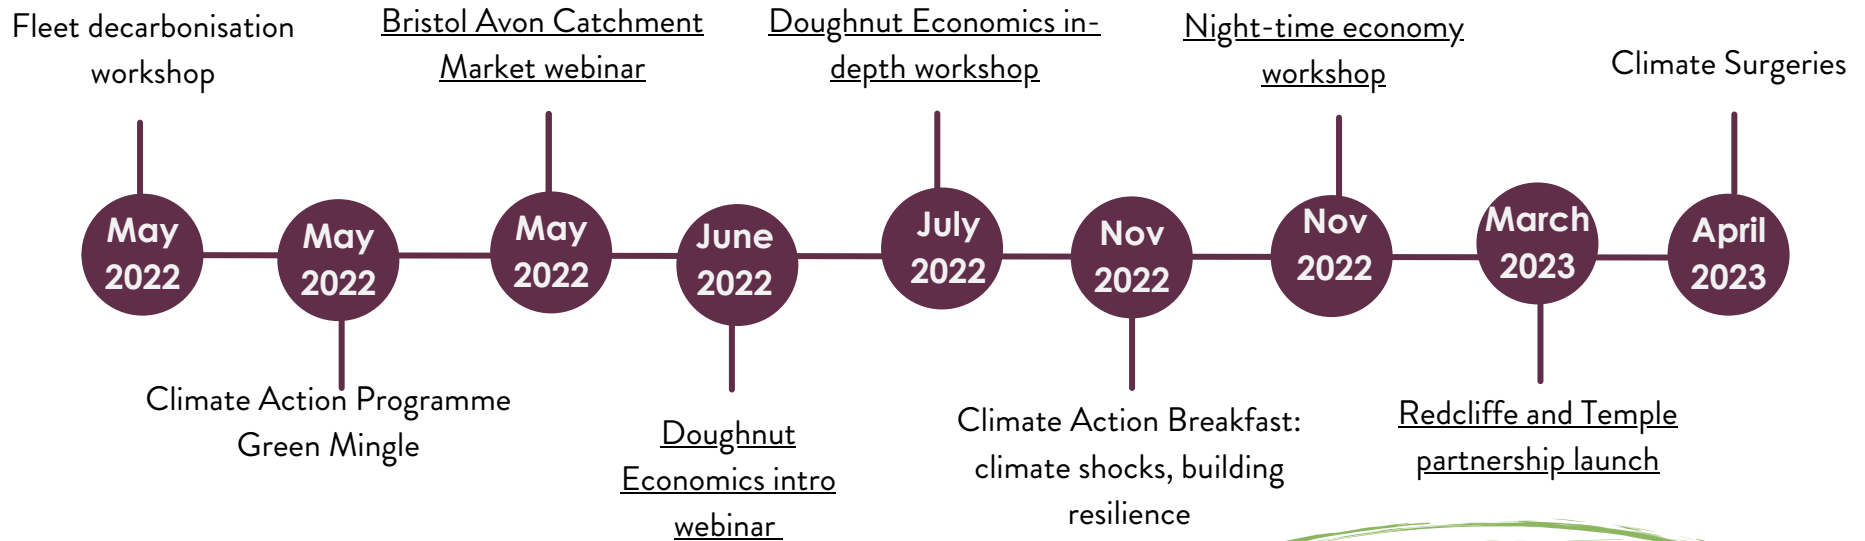 Fleet decarbonisation
workshop
Bristol Avon Catchment
Market webinar
Doughnut Economics in-
depth workshop
Night-time economy
workshop
Climate Surgeries
May
2022
May
2022
May
2022
June
2022
July
2022
Nov
2022
Nov
2022
March
2023
April
2023
Climate Action Programme
Green Mingle
Doughnut
Economics intro
webinar
Climate Action Breakfast:
climate shocks, building
resilience
Redcliffe and Temple
partnership launch